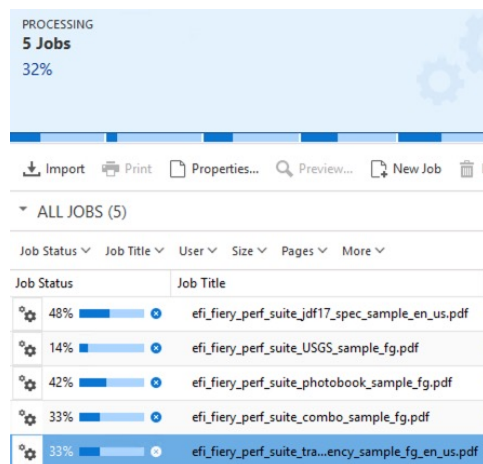 PROCESSING
5 Jobs
32%
Import Print Properties... Preview... New Job
ALL JOBS (5)
Job Status Job Title User Size Pages More
Job Status Job Title
48% efi_fiery_perf_suite_jdf17_spec_sample_en_us.pdf
14% efi_fiery_perf_suite_USGS_sample_fg.pdf
42% efi_fiery_perf_suite_photobook_sample_fg.pdf
33% efi_fiery_perf_suite_combo_sample_fg.pdf
33% efi_fiery_perf_suite_tra...ency_sample_fg_en_us.pdf